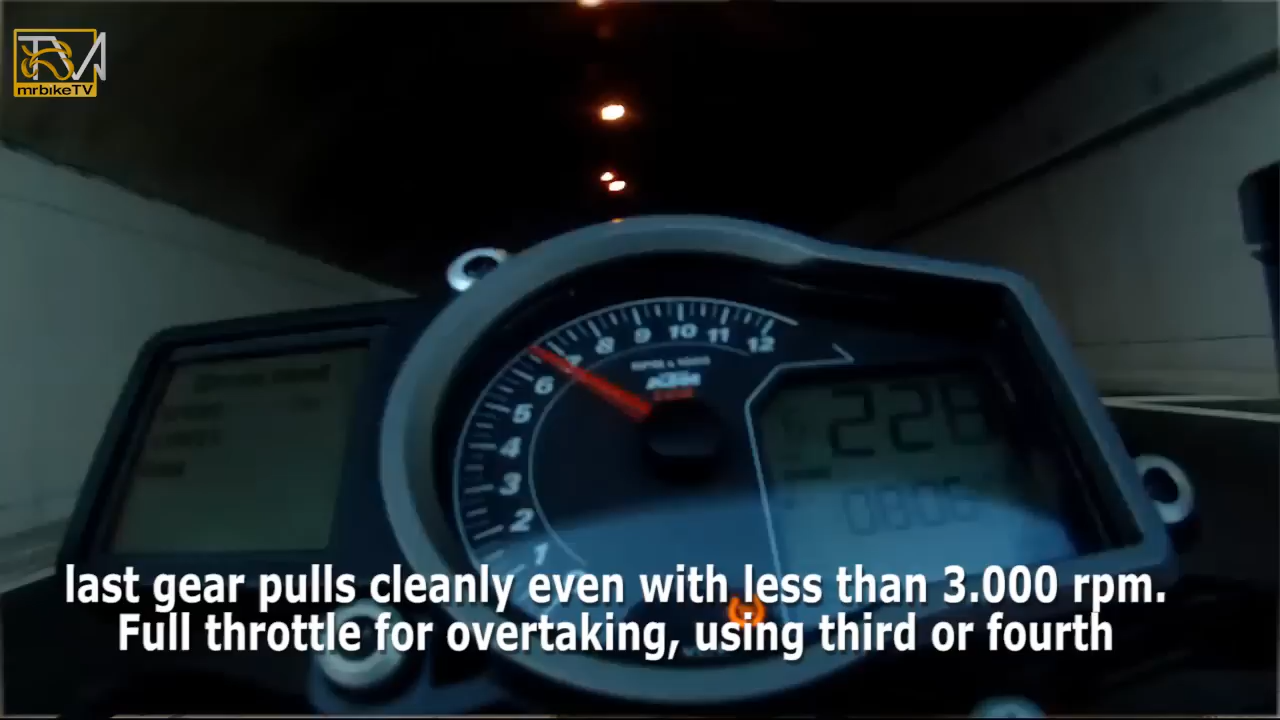 mrbikeTV
8 9 10 11 12
KTM
6
5
4
3
2
1
228
last gear pulls cleanly even with less than 3.000 rpm.
Full throttle for overtaking, using third or fourth